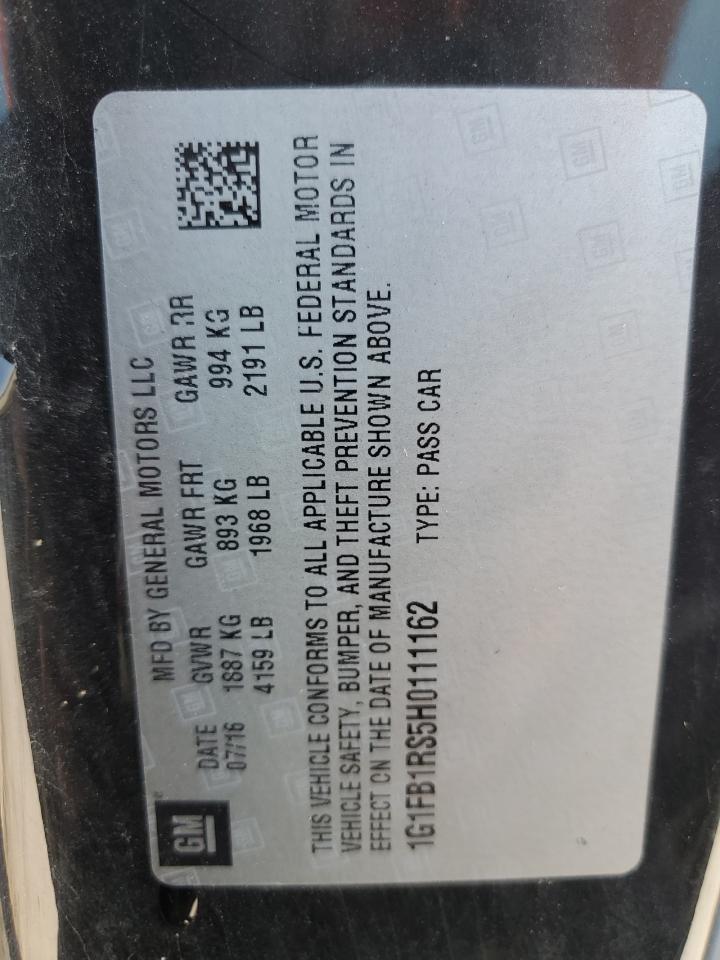 GM
MFD BY GENERAL MOTORS LLC
DATE GVWR GAWR FRT GAWR RR
07/16 1887 KG 893 KG 994 KG
4159 LB 1968 LB 2191 LB
THIS VEHICLE CONFORMS TO ALL APPLICABLE U.S. FEDERAL MOTOR
VEHICLE SAFETY, BUMPER, AND THEFT PREVENTION STANDARDS IN
EFFECT ON THE DATE OF MANUFACTURE SHOWN ABOVE.
1G1FB1RS5H0111162 TYPE: PASS CAR